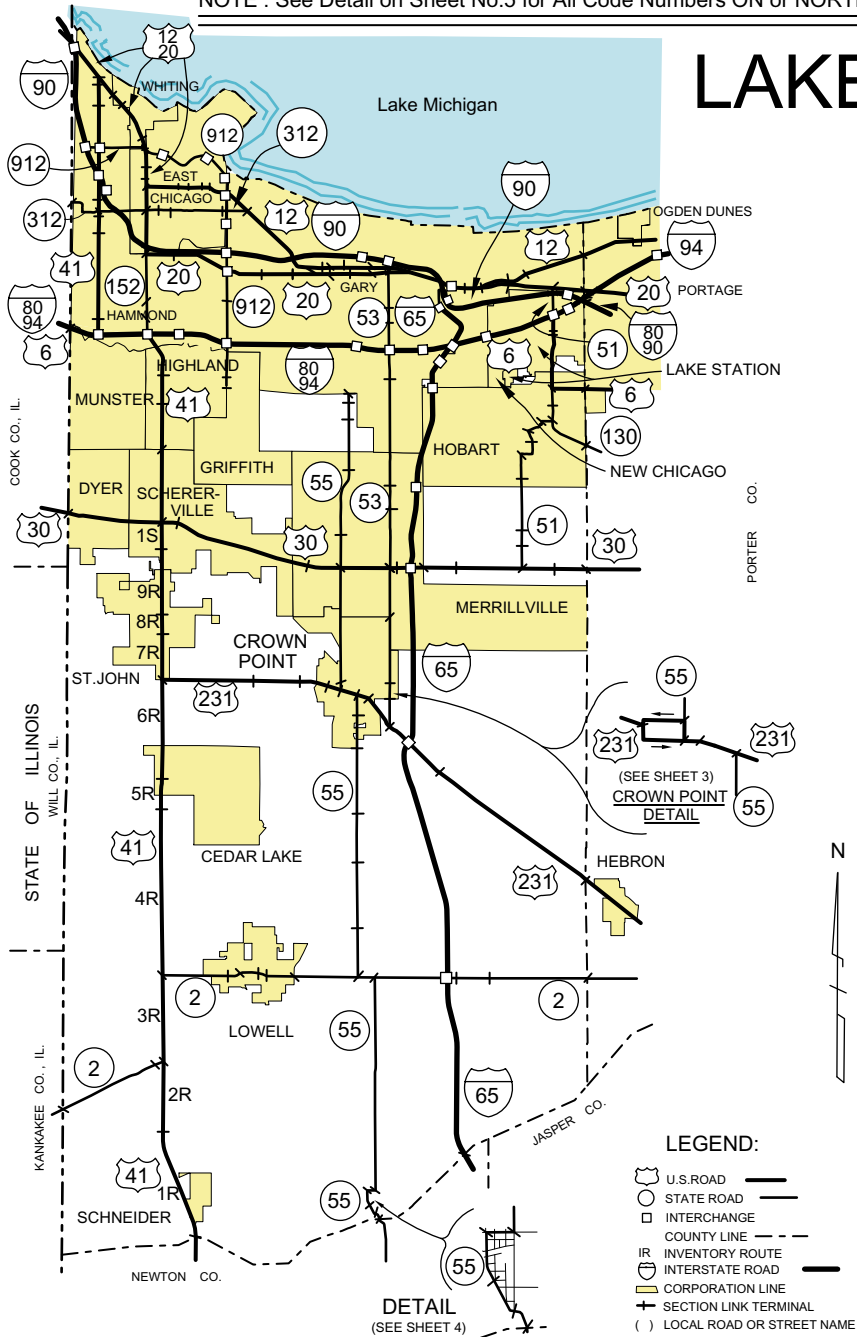 NOTE : See Detail on Sheet No.5 for All Code Numbers ON or NORTH
LAKE
12
20
WHITING
90
Lake Michigan
912
312
912
90
EAST
CHICAGO
312
12
90
OGDEN DUNES
12
94
41
152
20
912
20
GARY
53
65
20
PORTAGE
80
94
HAMMOND
51
80
90
6
HIGHLAND
80
94
6
LAKE STATION
MUNSTER
41
6
130
COOK CO., IL.
HOBART
GRIFFITH
NEW CHICAGO
DYER
SCHERER-
VILLE
55
53
51
PORTER CO.
30
1S
30
30
9R
8R
MERRILLVILLE
7R
CROWN
POINT
ST.JOHN
65
55
231
6R
231
231
(SEE SHEET 3)
CROWN POINT
DETAIL
55
STATE OF ILLINOIS
WILL CO., IL.
5R
55
41
CEDAR LAKE
HEBRON
N
4R
231
2
2
3R
LOWELL
55
KANKAKEE CO., IL.
2
2R
65
JASPER CO.
41
1R
SCHNEIDER
55
NEWTON CO.
55
DETAIL
(SEE SHEET 4)
LEGEND:
U.S.ROAD
STATE ROAD
INTERCHANGE
COUNTY LINE
IR INVENTORY ROUTE
INTERSTATE ROAD
CORPORATION LINE
SECTION LINK TERMINAL
( ) LOCAL ROAD OR STREET NAME